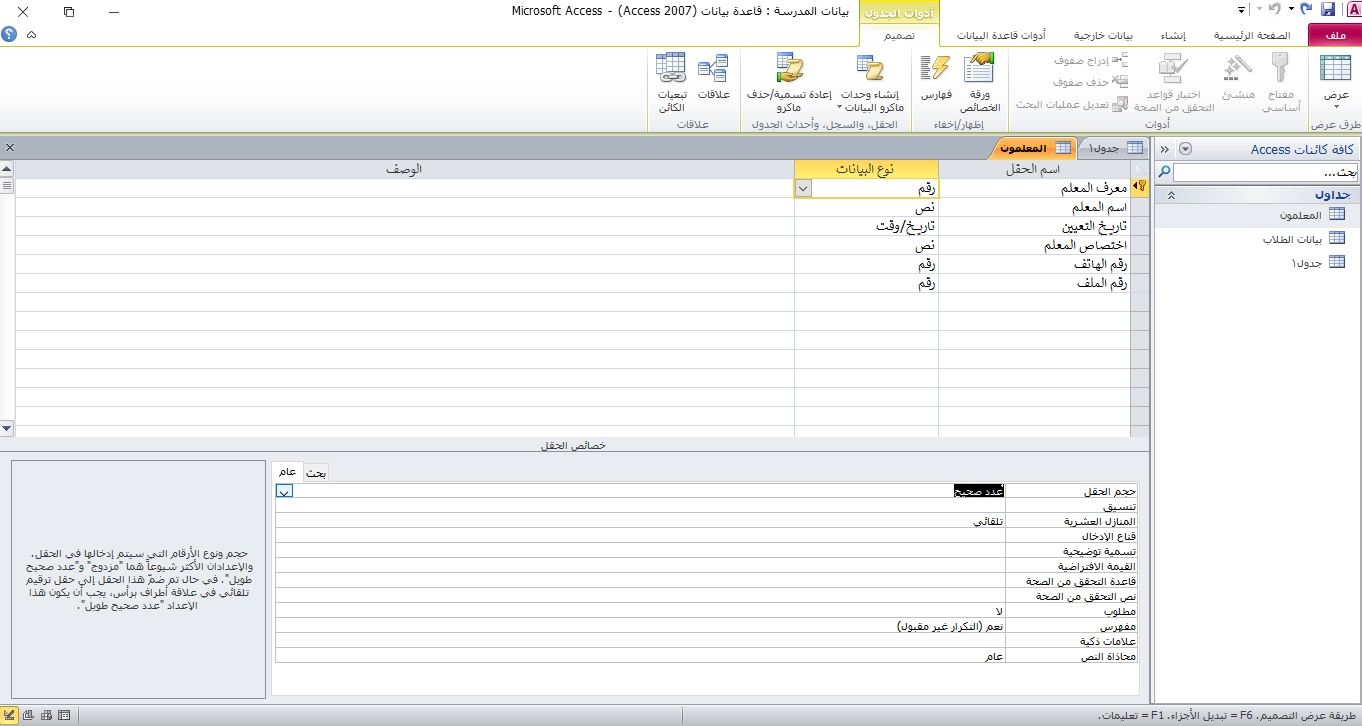 بيانات المدرسة : قاعدة بيانات (Access 2007) - Microsoft Access
أدوات الجدول
ملف
الصفحة الرئيسية
إنشاء
بيانات خارجية
أدوات قاعدة البيانات
تصميم
عرض
طرق عرض
مفتاح أساسي
منشئ
اختبار قواعد التحقق من الصحة
إدراج صفوف
حذف صفوف
تعديل عمليات البحث
أدوات
ورقة الخصائص
فهارس
إظهار/إخفاء
إنشاء وحدات ماكرو البيانات
إعادة تسمية/حذف ماكرو
الحقل، والسجل، وأحداث الجدول
علاقات
تبعيات الكائن
علاقات
كافة كائنات Access
بحث...
جداول
المعلمون
بيانات الطلاب
جدول١
جدول١
المعلمون
اسم الحقل نوع البيانات الوصف
معرف المعلم رقم
اسم المعلم نص
تاريخ التعيين تاريخ/وقت
اختصاص المعلم نص
رقم الهاتف رقم
رقم الملف رقم
خصائص الحقل
عام بحث
حجم الحقل عدد صحيح
تنسيق
المنازل العشرية تلقائي
قناع الإدخال
تسمية توضيحية
القيمة الافتراضية
قاعدة التحقق من الصحة
نص التحقق من الصحة
مطلوب لا
مفهرس نعم (التكرار غير مقبول)
علامات ذكية
محاذاة النص عام
حجم ونوع الأرقام التي سيتم إدخالها في الحقل.
والإعدادان الأكثر شيوعاً هما "مزدوج" و"عدد صحيح
طويل". في حال تم ضمّ هذا الحقل إلى حقل ترقيم
تلقائي في علاقة أطراف برأس، يجب أن يكون هذا
الإعداد "عدد صحيح طويل".
طريقة عرض التصميم. F6 = تبديل الأجزاء. F1 = تعليمات.